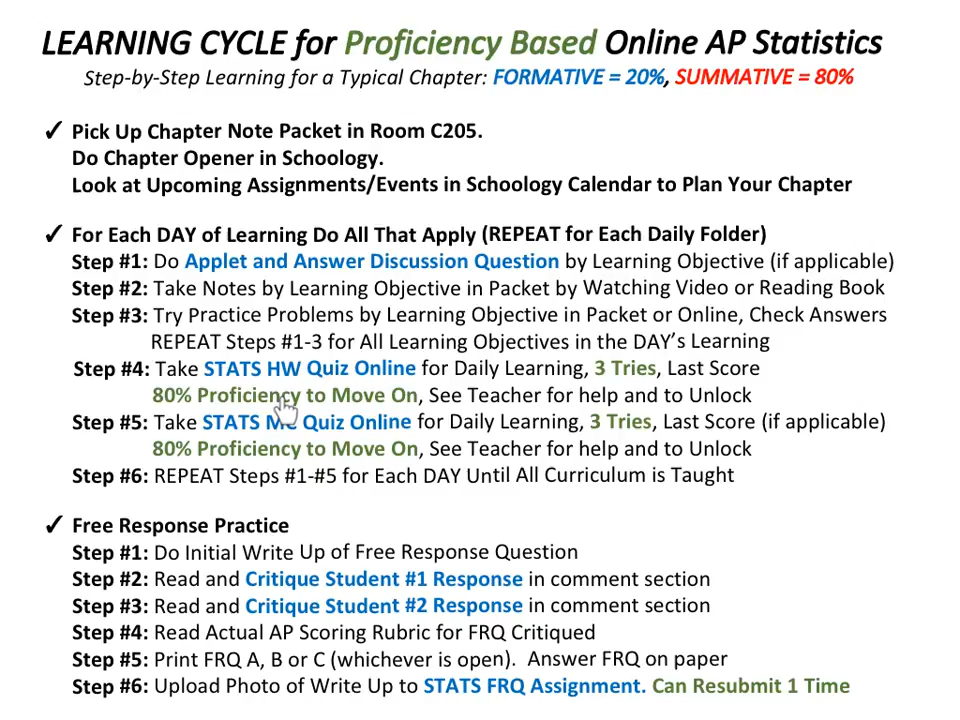 LEARNING CYCLE for Proficiency Based Online AP Statistics
Step-by-Step Learning for a Typical Chapter: FORMATIVE = 20%, SUMMATIVE = 80%
✓ Pick Up Chapter Note Packet in Room C205.
Do Chapter Opener in Schoology.
Look at Upcoming Assignments/Events in Schoology Calendar to Plan Your Chapter
✓ For Each DAY of Learning Do All That Apply (REPEAT for Each Daily Folder)
Step #1: Do Applet and Answer Discussion Question by Learning Objective (if applicable)
Step #2: Take Notes by Learning Objective in Packet by Watching Video or Reading Book
Step #3: Try Practice Problems by Learning Objective in Packet or Online, Check Answers
REPEAT Steps #1-3 for All Learning Objectives in the DAY's Learning
Step #4: Take STATS HW Quiz Online for Daily Learning, 3 Tries, Last Score
80% Proficiency to Move On, See Teacher for help and to Unlock
Step #5: Take STATS MC Quiz Online for Daily Learning, 3 Tries, Last Score (if applicable)
80% Proficiency to Move On, See Teacher for help and to Unlock
Step #6: REPEAT Steps #1-#5 for Each DAY Until All Curriculum is Taught
✓ Free Response Practice
Step #1: Do Initial Write Up of Free Response Question
Step #2: Read and Critique Student #1 Response in comment section
Step #3: Read and Critique Student #2 Response in comment section
Step #4: Read Actual AP Scoring Rubric for FRQ Critiqued
Step #5: Print FRQ A, B or C (whichever is open). Answer FRQ on paper
Step #6: Upload Photo of Write Up to STATS FRQ Assignment. Can Resubmit 1 Time